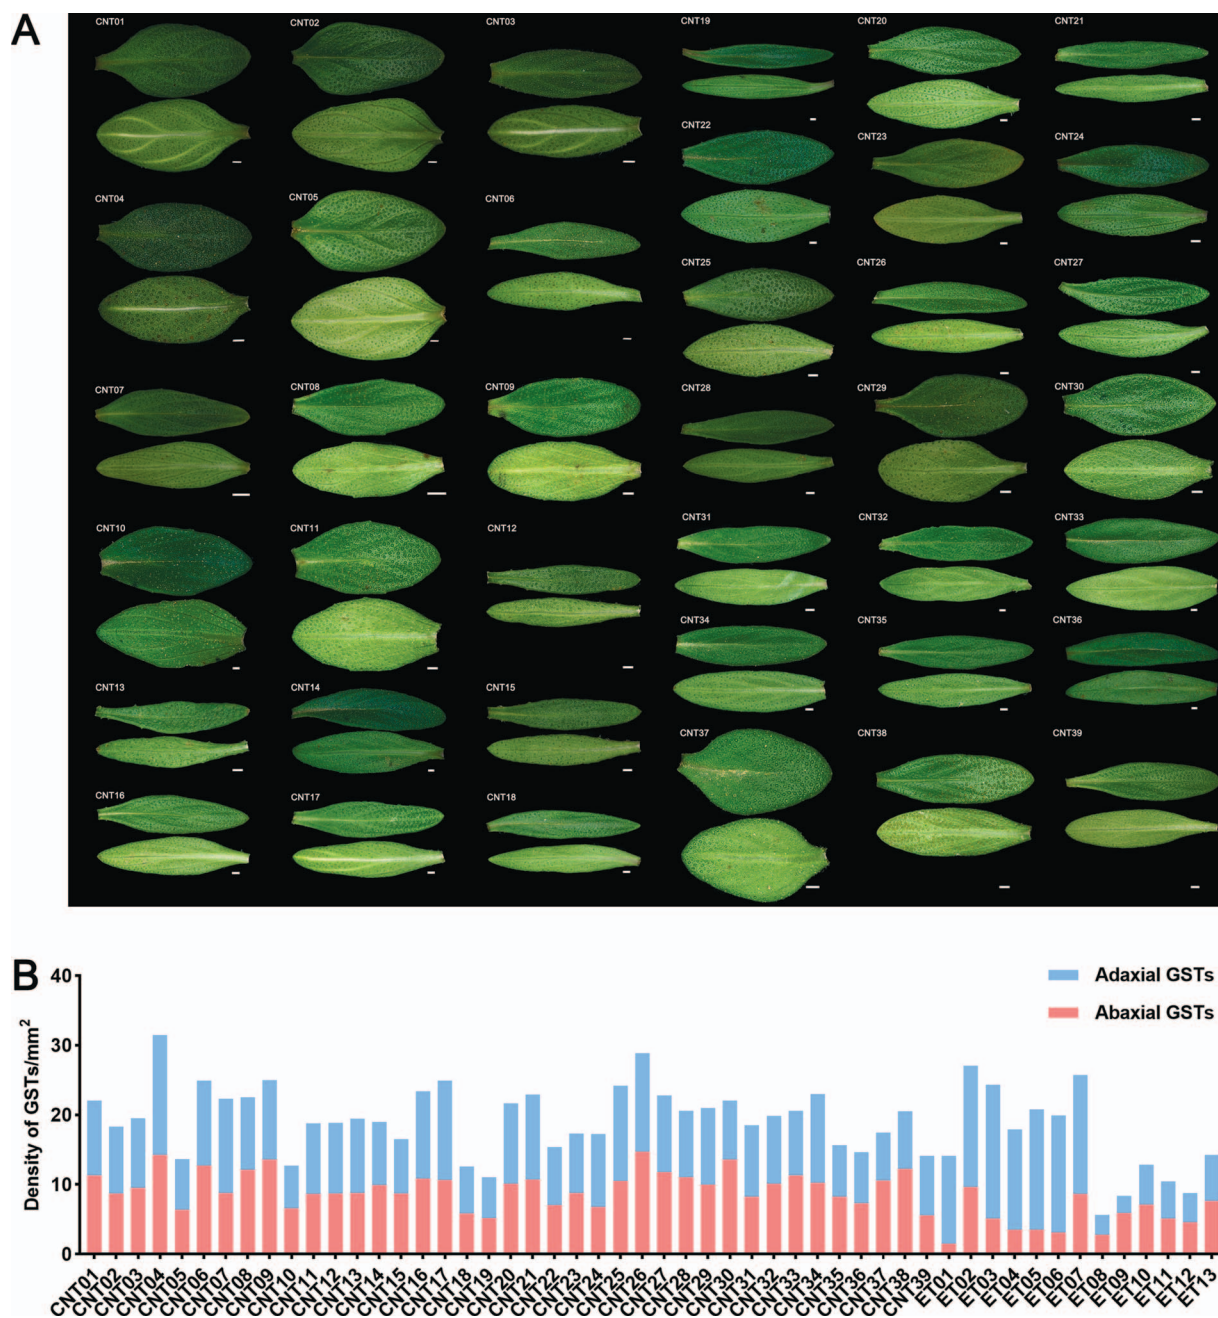 A
CNT01 CNT02 CNT03 CNT19 CNT20 CNT21
CNT22 CNT23 CNT24
CNT04 CNT05 CNT06
CNT25 CNT26 CNT27
CNT07 CNT08 CNT09 CNT28 CNT29 CNT30
CNT10 CNT11 CNT12 CNT31 CNT32 CNT33
CNT34 CNT35 CNT36
CNT13 CNT14 CNT15
CNT37 CNT38 CNT39
CNT16 CNT17 CNT18
B
Density of GSTs/mm²
40
30
20
10
0
Adaxial GSTs
Abaxial GSTs
CNT01 CNT02 CNT03 CNT04 CNT05 CNT06 CNT07 CNT08 CNT09 CNT10 CNT11 CNT12 CNT13 CNT14 CNT15 CNT16 CNT17 CNT18 CNT19 CNT20 CNT21 CNT22 CNT23 CNT24 CNT25 CNT26 CNT27 CNT28 CNT29 CNT30 CNT31 CNT32 CNT33 CNT34 CNT35 CNT36 CNT37 CNT38 CNT39 ET01 ET02 ET03 ET04 ET05 ET06 ET07 ET08 ET09 ET10 ET11 ET12 ET13